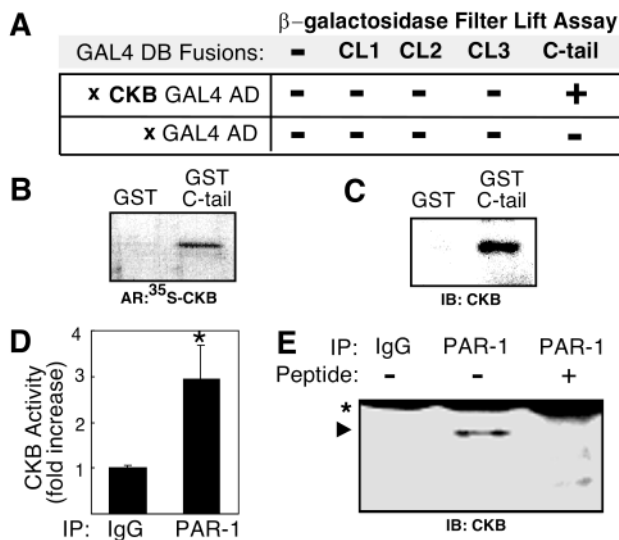 A
β-galactosidase Filter Lift Assay
GAL4 DB Fusions: - CL1 CL2 CL3 C-tail
x CKB GAL4 AD - - - - +
x GAL4 AD - - - - -
B
GST GST C-tail
AR:³⁵S-CKB
C
GST GST C-tail
IB: CKB
D
CKB Activity
(fold increase)
4
3
2
1
*
IP: IgG PAR-1
E
IP: IgG PAR-1 PAR-1
Peptide: - - +
*
IB: CKB